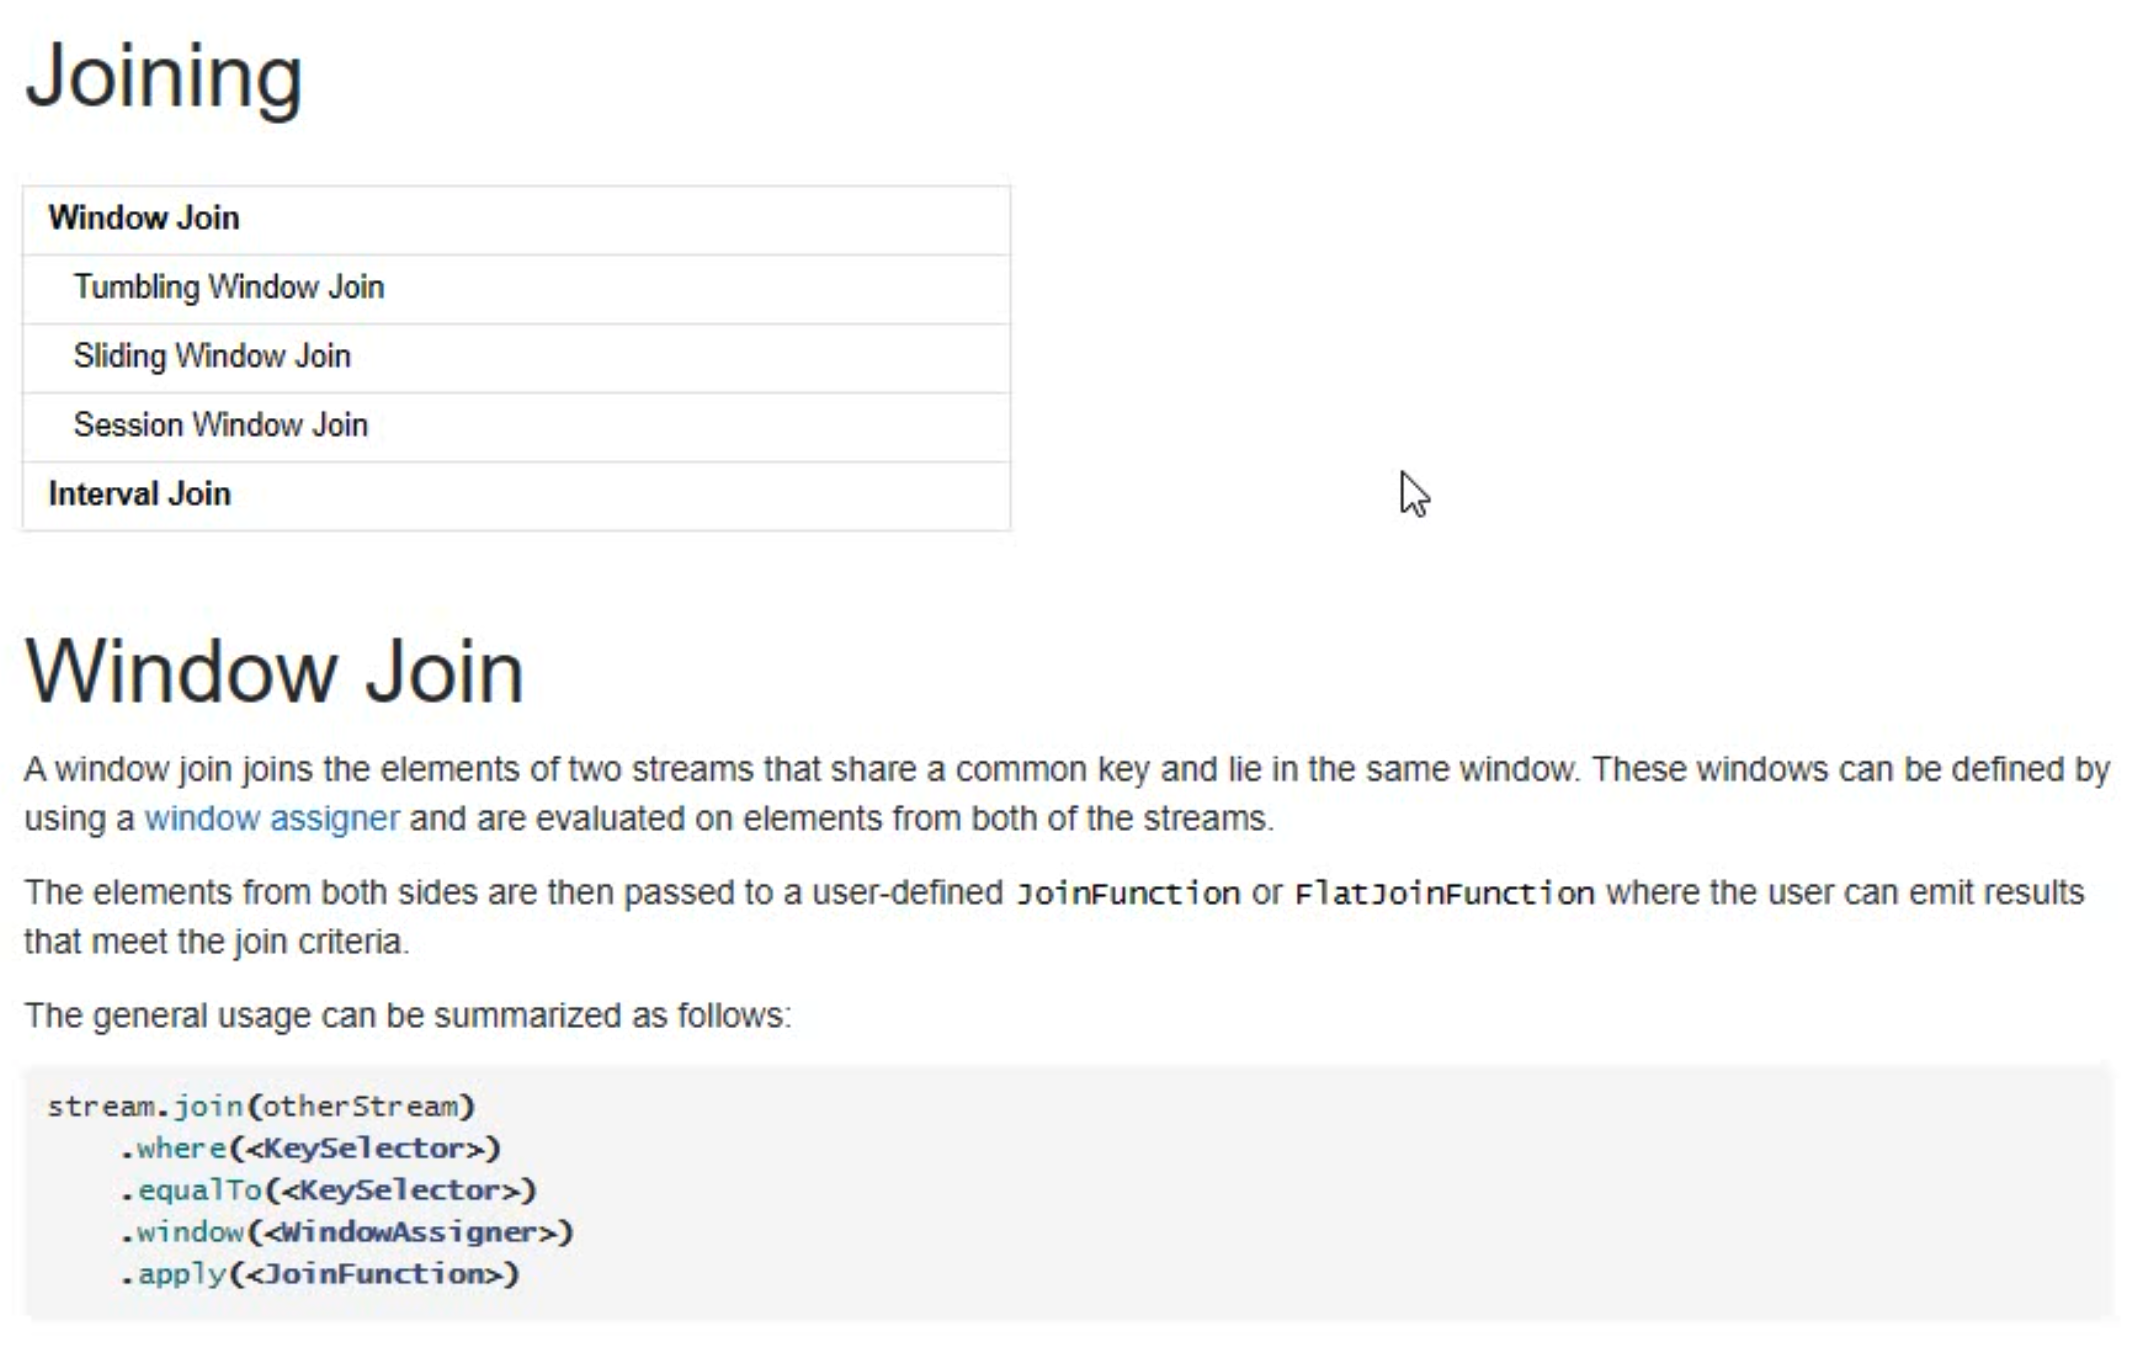 Joining
Window Join
Tumbling Window Join
Sliding Window Join
Session Window Join
Interval Join
Window Join
A window join joins the elements of two streams that share a common key and lie in the same window. These windows can be defined by
using a window assigner and are evaluated on elements from both of the streams.
The elements from both sides are then passed to a user-defined JoinFunction or FlatJoinFunction where the user can emit results
that meet the join criteria.
The general usage can be summarized as follows:
stream.join(otherStream)
    .where(<KeySelector>)
    .equalTo(<KeySelector>)
    .window(<WindowAssigner>)
    .apply(<JoinFunction>)